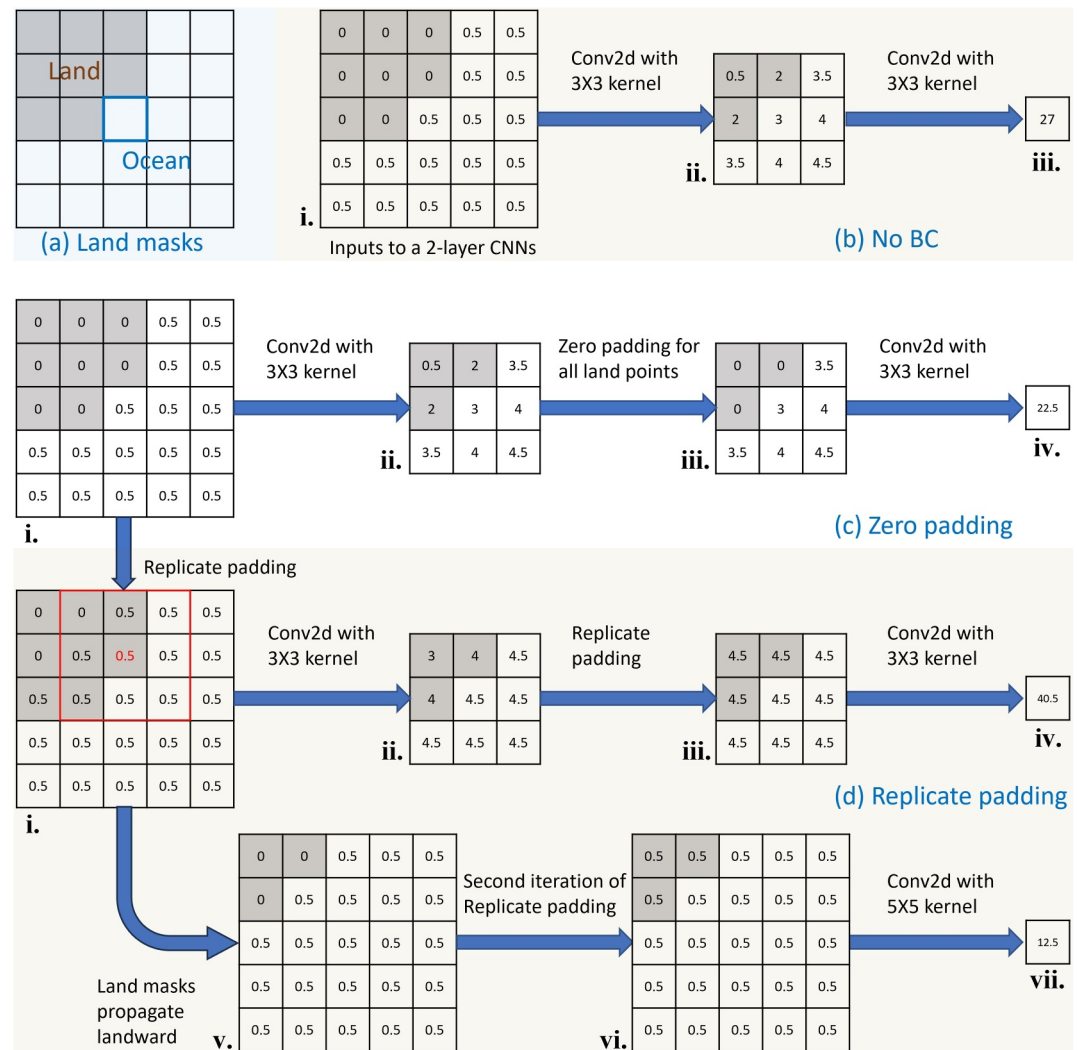 Land
Ocean
(a) Land masks
0 0 0 0.5 0.5
0 0 0 0.5 0.5
0 0 0.5 0.5 0.5
0.5 0.5 0.5 0.5 0.5
0.5 0.5 0.5 0.5 0.5
i.
Inputs to a 2-layer CNNs
Conv2d with
3X3 kernel
0.5 2 3.5
2 3 4
3.5 4 4.5
ii.
Conv2d with
3X3 kernel
27
iii.
(b) No BC
0 0 0 0.5 0.5
0 0 0 0.5 0.5
0 0 0.5 0.5 0.5
0.5 0.5 0.5 0.5 0.5
0.5 0.5 0.5 0.5 0.5
i.
Conv2d with
3X3 kernel
0.5 2 3.5
2 3 4
3.5 4 4.5
ii.
Zero padding for
all land points
0 0 3.5
0 3 4
3.5 4 4.5
iii.
Conv2d with
3X3 kernel
22.5
iv.
(c) Zero padding
Replicate padding
0 0 0.5 0.5 0.5
0 0.5 0.5 0.5 0.5
0.5 0.5 0.5 0.5 0.5
0.5 0.5 0.5 0.5 0.5
0.5 0.5 0.5 0.5 0.5
i.
Conv2d with
3X3 kernel
3 4 4.5
4 4.5 4.5
4.5 4.5 4.5
ii.
Replicate
padding
4.5 4.5 4.5
4.5 4.5 4.5
4.5 4.5 4.5
iii.
Conv2d with
3X3 kernel
40.5
iv.
(d) Replicate padding
Land masks
propagate
landward
0 0 0.5 0.5 0.5
0 0.5 0.5 0.5 0.5
0.5 0.5 0.5 0.5 0.5
0.5 0.5 0.5 0.5 0.5
0.5 0.5 0.5 0.5 0.5
v.
Second iteration of
Replicate padding
0.5 0.5 0.5 0.5 0.5
0.5 0.5 0.5 0.5 0.5
0.5 0.5 0.5 0.5 0.5
0.5 0.5 0.5 0.5 0.5
0.5 0.5 0.5 0.5 0.5
vi.
Conv2d with
5X5 kernel
12.5
vii.